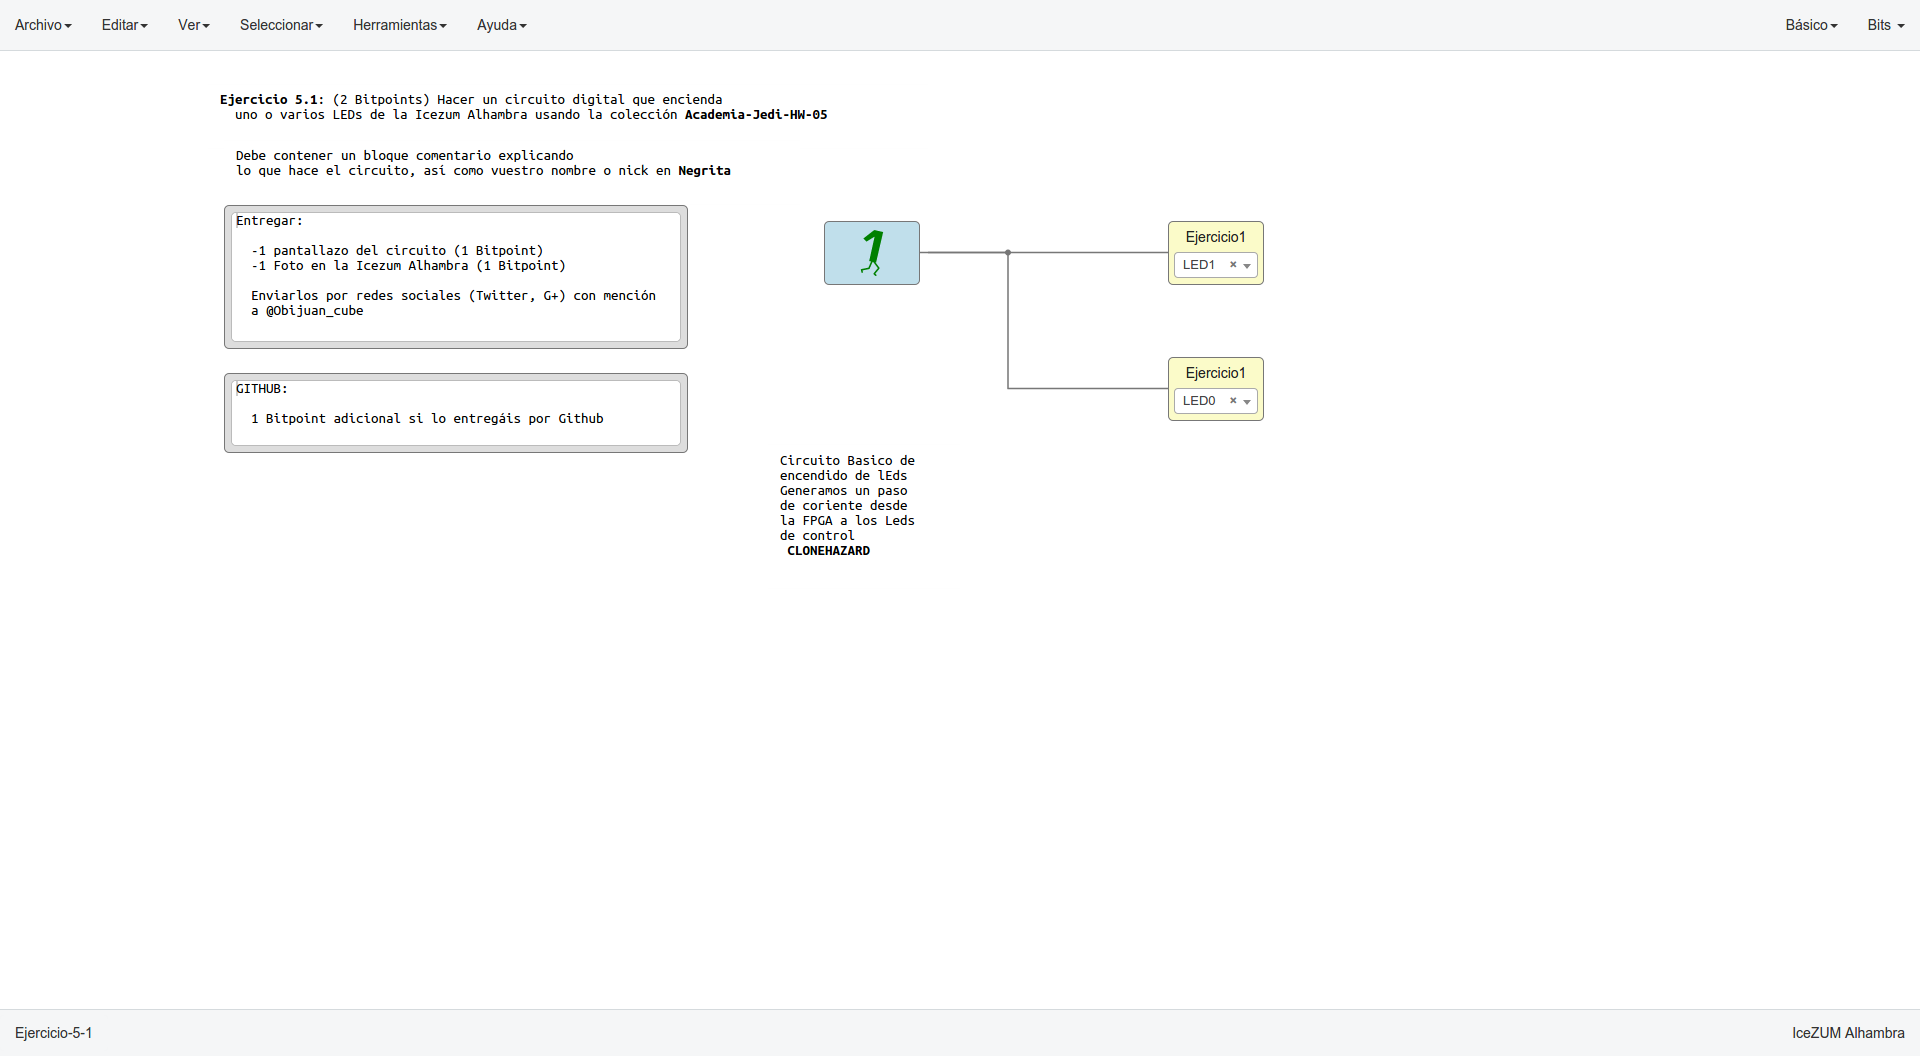 Archivo Editar Ver Seleccionar Herramientas Ayuda Básico Bits
Ejercicio 5.1: (2 Bitpoints) Hacer un circuito digital que encienda
uno o varios LEDs de la Icezum Alhambra usando la colección Academia-Jedi-HW-05
Debe contener un bloque comentario explicando
lo que hace el circuito, así como vuestro nombre o nick en Negrita
Entregar:
-1 pantallazo del circuito (1 Bitpoint)
-1 Foto en la Icezum Alhambra (1 Bitpoint)
Enviarlos por redes sociales (Twitter, G+) con mención
a @Obijuan_cube
GITHUB:
1 Bitpoint adicional si lo entregáis por Github
1
Ejercicio1
LED1 ×
Ejercicio1
LED0 ×
Circuito Basico de
encendido de lEds
Generamos un paso
de coriente desde
la FPGA a los Leds
de control
CLONEHAZARD
Ejercicio-5-1
IceZUM Alhambra